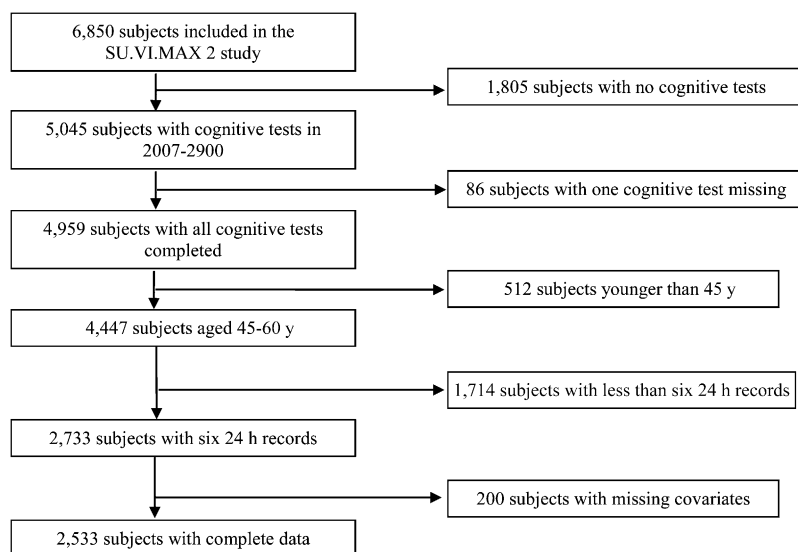 6,850 subjects included in the
SU.VI.MAX 2 study
1,805 subjects with no cognitive tests
5,045 subjects with cognitive tests in
2007-2900
86 subjects with one cognitive test missing
4,959 subjects with all cognitive tests
completed
512 subjects younger than 45 y
4,447 subjects aged 45-60 y
1,714 subjects with less than six 24 h records
2,733 subjects with six 24 h records
200 subjects with missing covariates
2,533 subjects with complete data